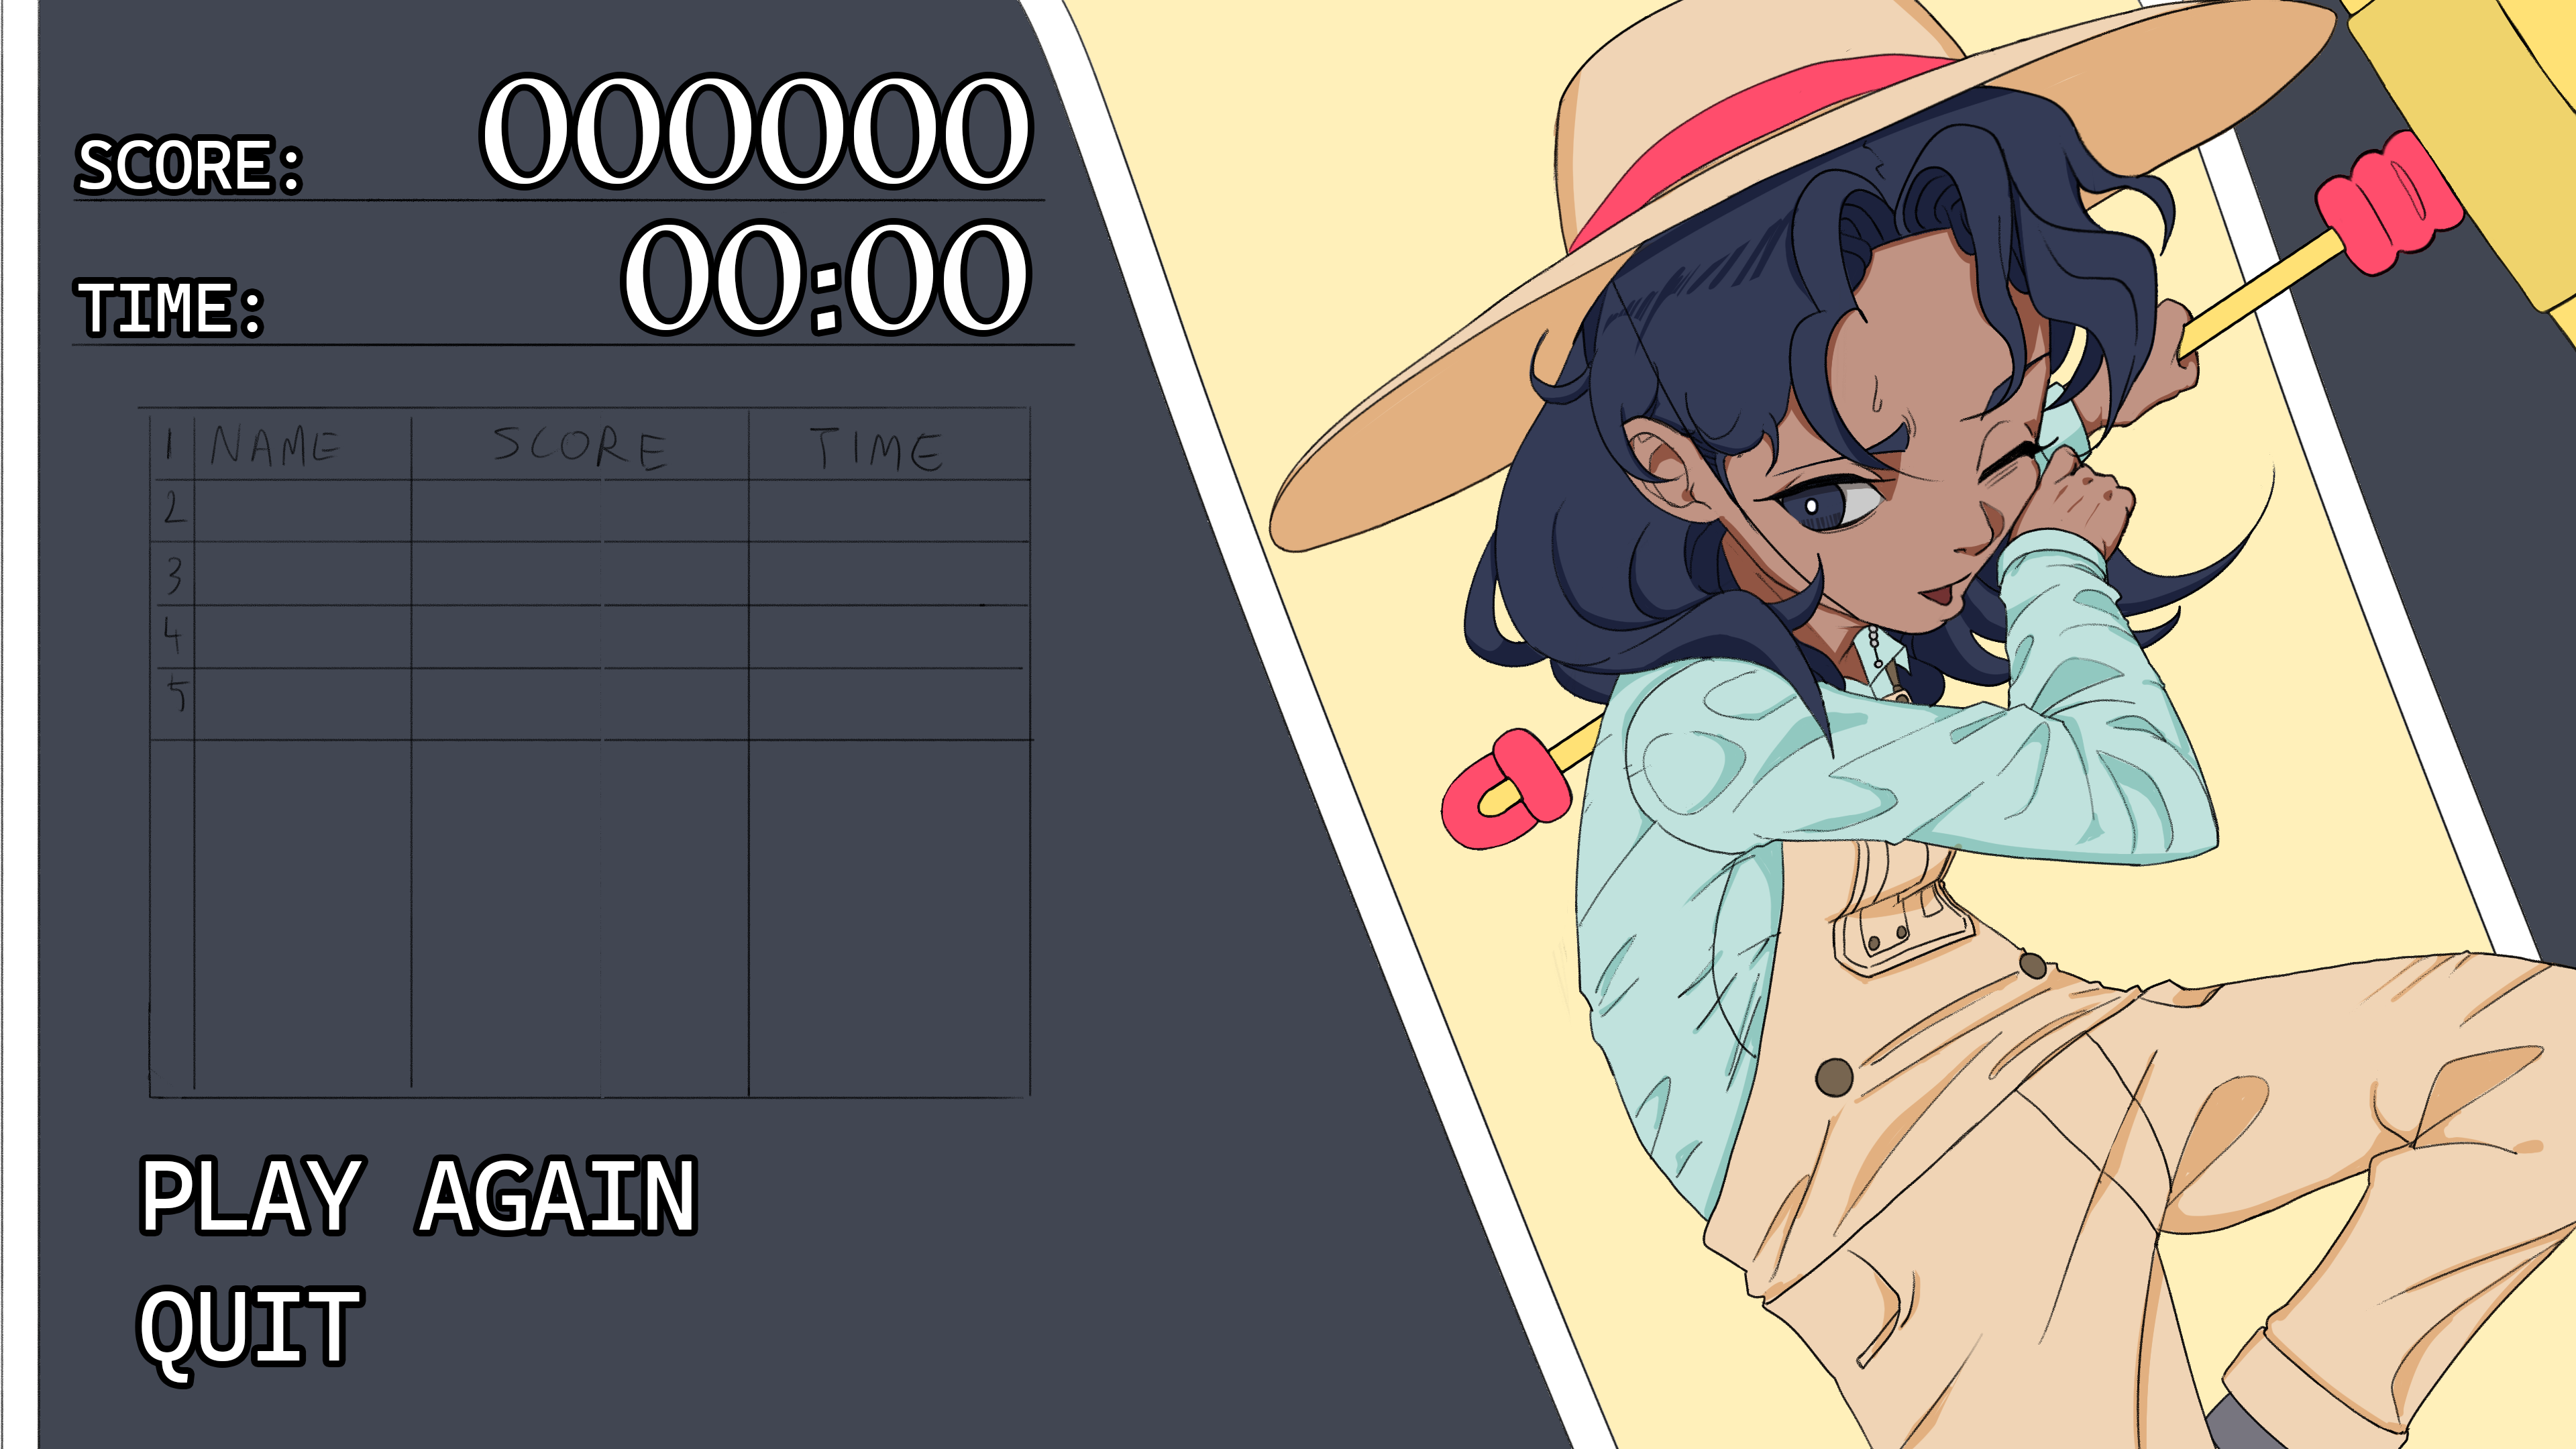 SCORE: 000000
TIME: 00:00
1 NAME SCORE TIME
2
3
4
5
PLAY AGAIN
QUIT